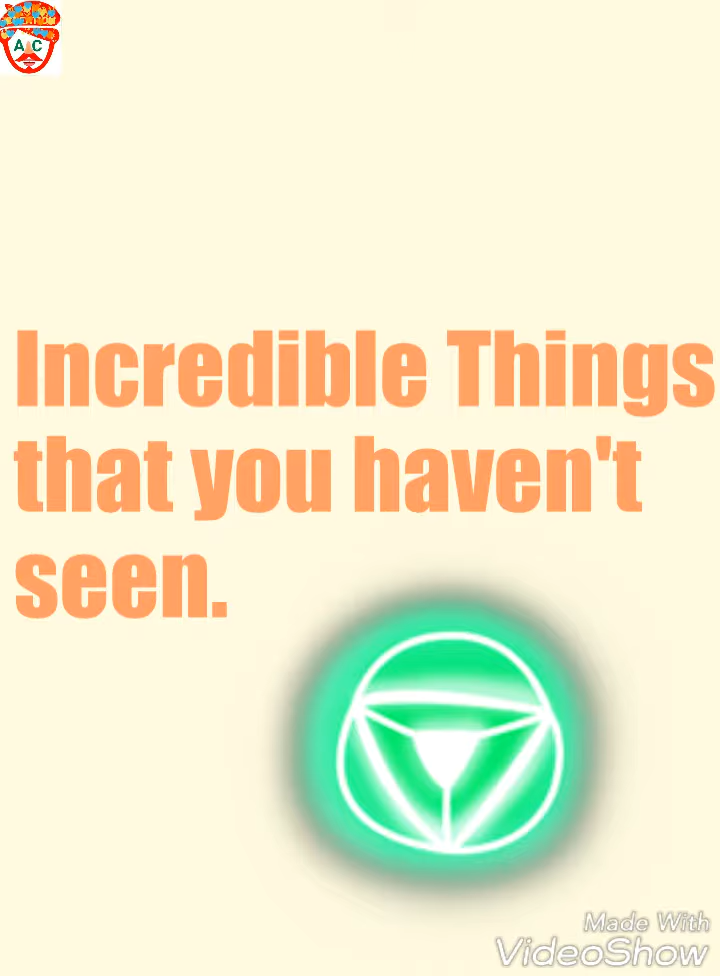 A C
Incredible Things
that you haven't
seen.
Made With
VideoShow